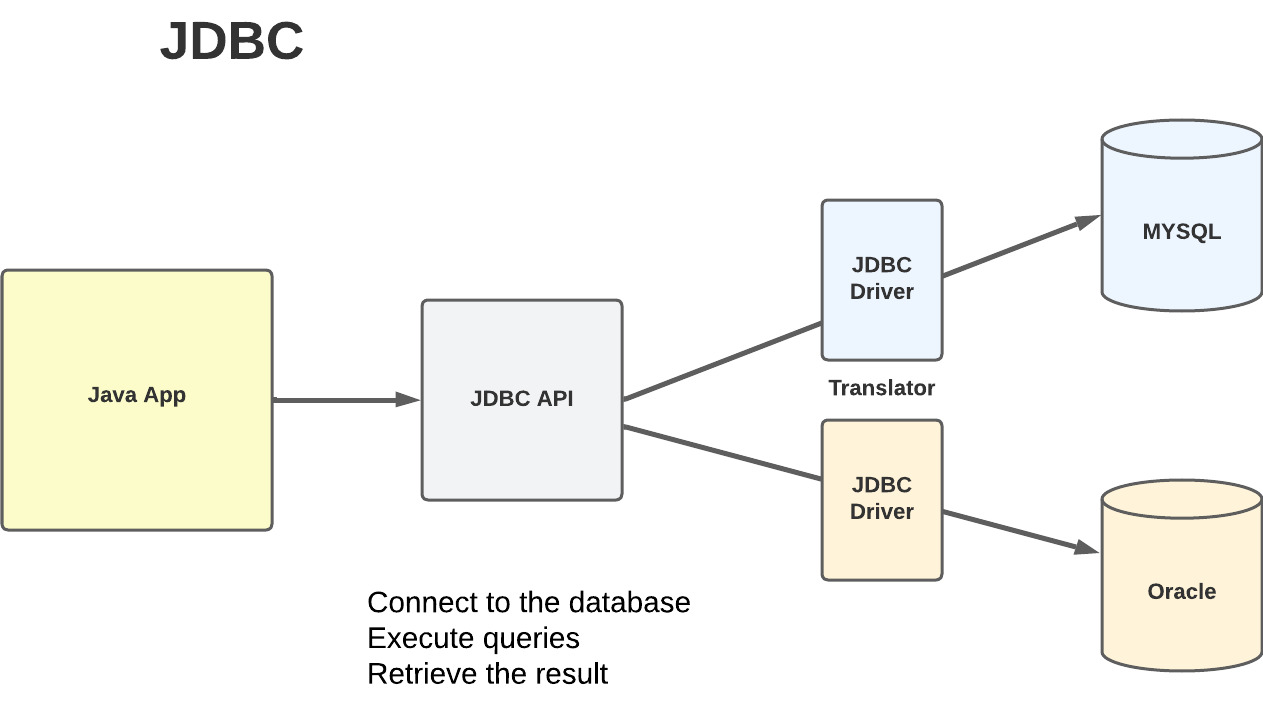 JDBC
Java App
JDBC API
JDBC
Driver
MYSQL
Translator
JDBC
Driver
Oracle
Connect to the database
Execute queries
Retrieve the result